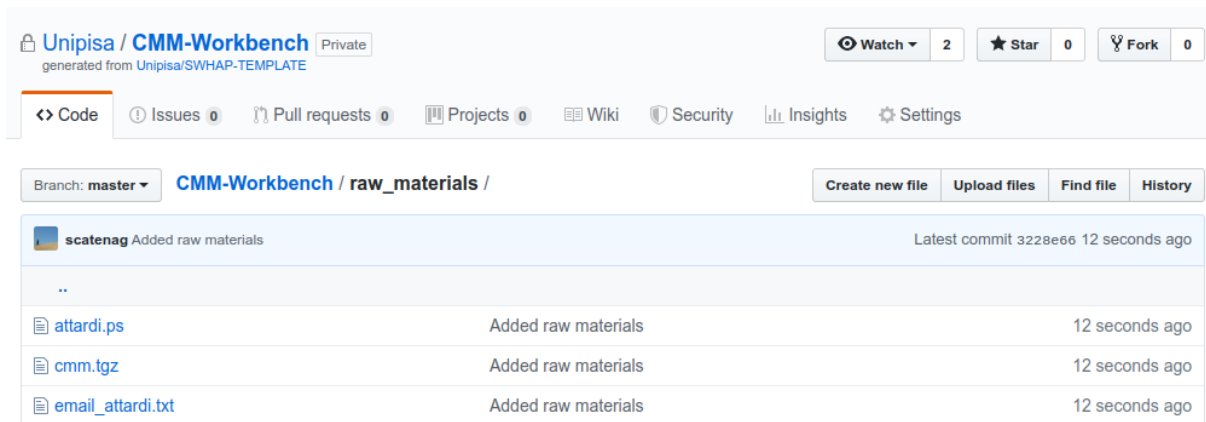 Unipisa / CMM-Workbench Private
generated from Unipisa/SWHAP-TEMPLATE
Watch 2 Star 0 Fork 0
Code Issues 0 Pull requests 0 Projects 0 Wiki Security Insights Settings
Branch: master CMM-Workbench / raw_materials / Create new file Upload files Find file History
scatenag Added raw materials Latest commit 3228e66 12 seconds ago
..
attardi.ps Added raw materials 12 seconds ago
cmm.tgz Added raw materials 12 seconds ago
email_attardi.txt Added raw materials 12 seconds ago